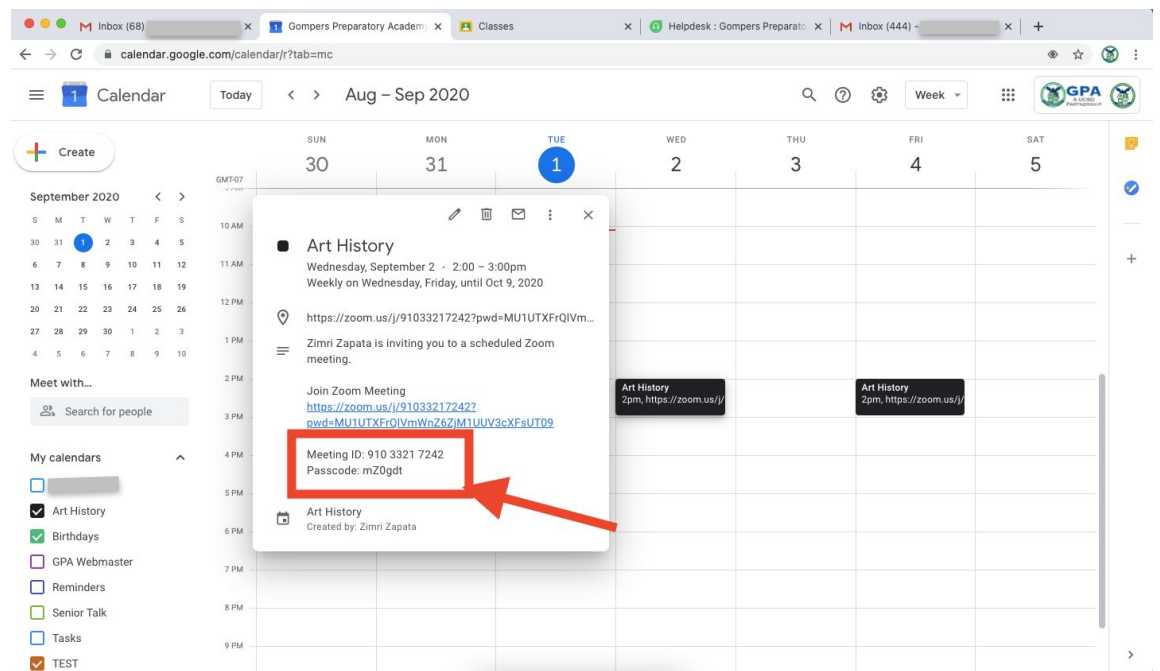 Inbox (68)
Gompers Preparatory Academy
Classes
Helpdesk : Gompers Preparato
Inbox (444) -
calendar.google.com/calendar/r?tab=mc
1
Calendar
Today
Aug – Sep 2020
Week
GPA
A UCSD
PARTNERSHIP
Create
SUN
MON
TUE
WED
THU
FRI
SAT
30
31
1
2
3
4
5
GMT-07
September 2020
S M T W T F S
30 31 1 2 3 4 5
6 7 8 9 10 11 12
13 14 15 16 17 18 19
20 21 22 23 24 25 26
27 28 29 30 1 2 3
4 5 6 7 8 9 10
Meet with...
Search for people
My calendars
Art History
Birthdays
GPA Webmaster
Reminders
Senior Talk
Tasks
TEST
10 AM
11 AM
12 PM
1 PM
2 PM
3 PM
4 PM
5 PM
6 PM
7 PM
8 PM
9 PM
Art History
Wednesday, September 2 · 2:00 – 3:00pm
Weekly on Wednesday, Friday, until Oct 9, 2020
https://zoom.us/j/91033217242?pwd=MU1UTXFrQlVm...
Zimri Zapata is inviting you to a scheduled Zoom
meeting.
Join Zoom Meeting
https://zoom.us/j/91033217242?
pwd=MU1UTXFrQlVmWnZ6ZjM1UUV3cXFsUT09
Meeting ID: 910 3321 7242
Passcode: mZ0gdt
Art History
Created by: Zimri Zapata
Art History
2pm, https://zoom.us/j/
Art History
2pm, https://zoom.us/j/